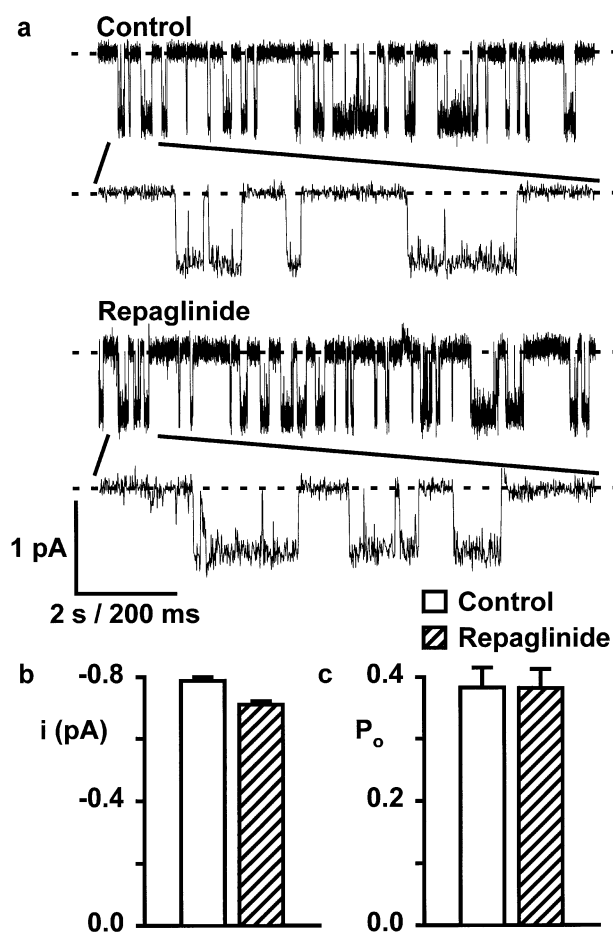 a
Control
Repaglinide
1 pA
2 s / 200 ms
Control
Repaglinide
b
-0.8
i (pA)
-0.4
0.0
c
0.4
Po
0.2
0.0